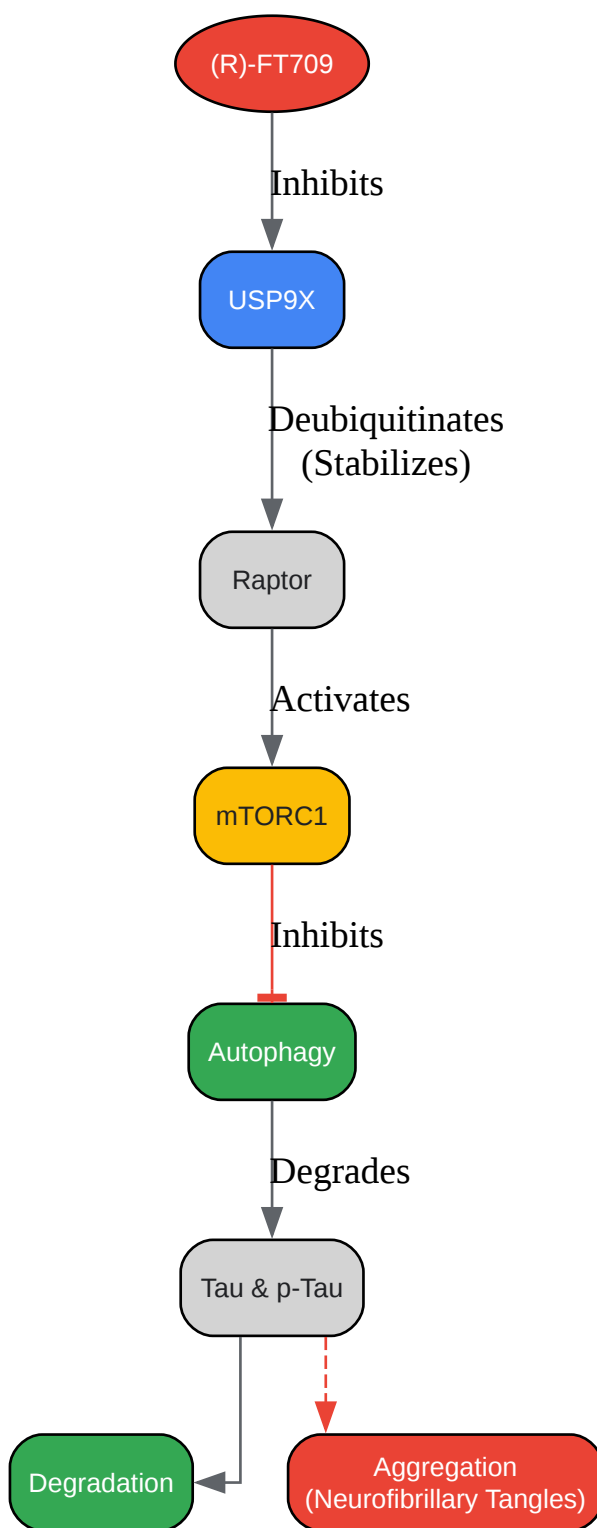 (R)-FT709
Inhibits
USP9X
Deubiquitinates
(Stabilizes)
Raptor
Activates
mTORC1
Inhibits
Autophagy
Degrades
Tau & p-Tau
Degradation
Aggregation
(Neurofibrillary Tangles)